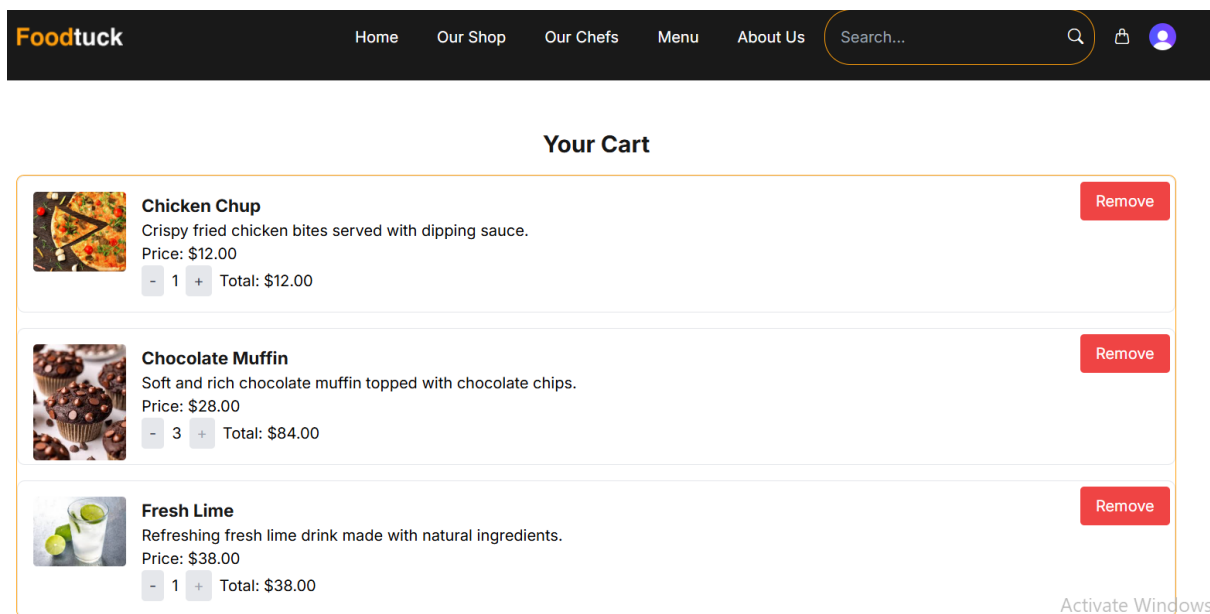 Foodtuck Home Our Shop Our Chefs Menu About Us Search...
Your Cart
Chicken Chup
Remove
Crispy fried chicken bites served with dipping sauce.
Price: $12.00
- 1 + Total: $12.00
Chocolate Muffin
Remove
Soft and rich chocolate muffin topped with chocolate chips.
Price: $28.00
- 3 + Total: $84.00
Fresh Lime
Remove
Refreshing fresh lime drink made with natural ingredients.
Price: $38.00
- 1 + Total: $38.00
Activate Windows